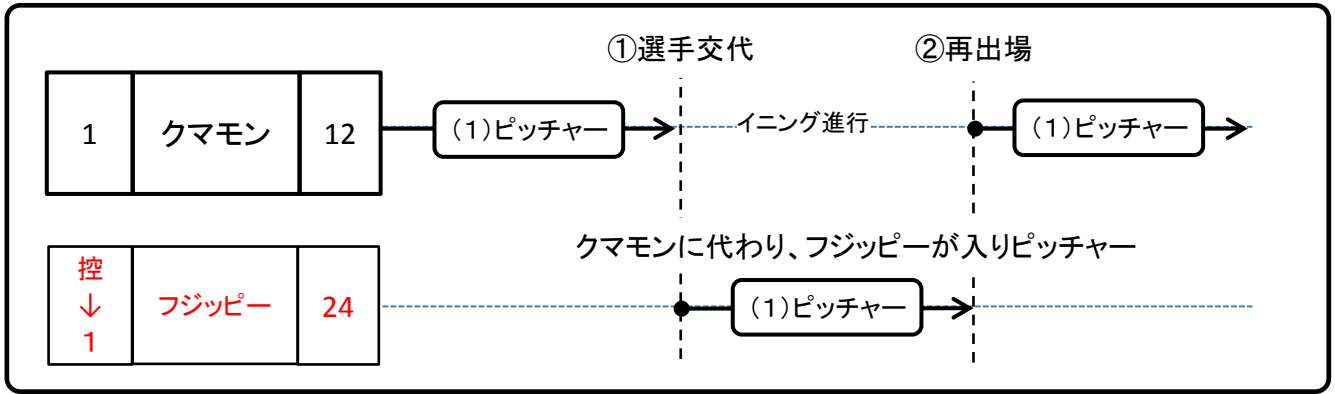 ①選手交代
②再出場
1
クマモン
12
(1)ピッチャー
イニング進行
(1)ピッチャー
クマモンに代わり、フジッピーが入りピッチャー
控
↓
1
フジッピー
24
(1)ピッチャー